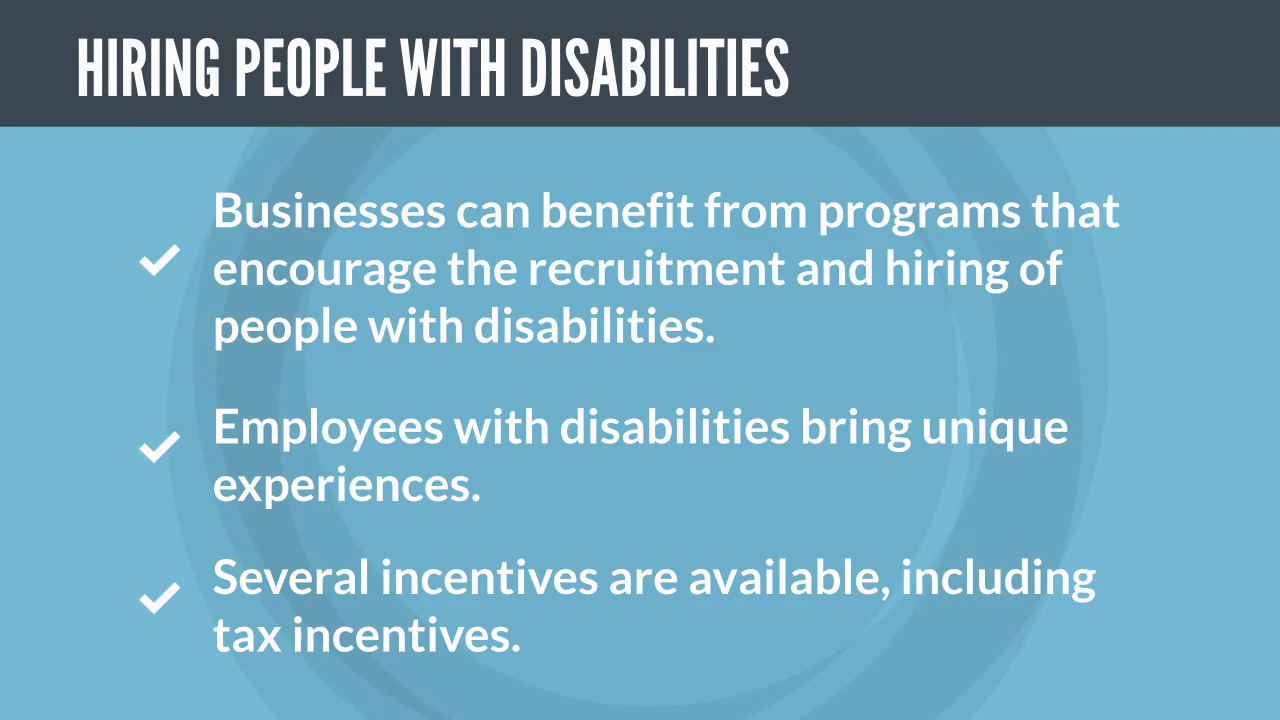 HIRING PEOPLE WITH DISABILITIES
Businesses can benefit from programs that
encourage the recruitment and hiring of
people with disabilities.
Employees with disabilities bring unique
experiences.
Several incentives are available, including
tax incentives.